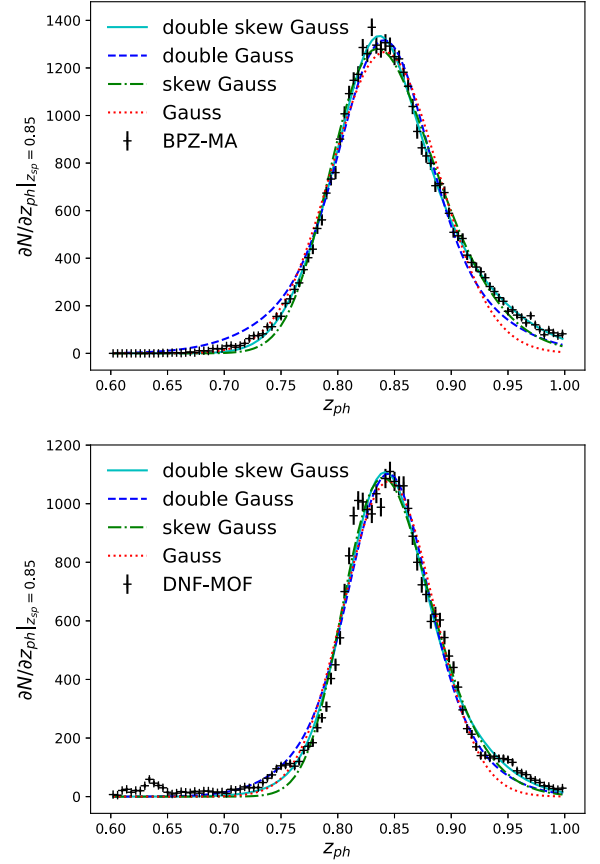 1400
1200
1000
800
600
400
200
0
∂N/∂z_ph|z_sp = 0.85
double skew Gauss
double Gauss
skew Gauss
Gauss
BPZ-MA
0.60 0.65 0.70 0.75 0.80 0.85 0.90 0.95 1.00
z_ph
1200
1000
800
600
400
200
0
∂N/∂z_ph|z_sp = 0.85
double skew Gauss
double Gauss
skew Gauss
Gauss
DNF-MOF
0.60 0.65 0.70 0.75 0.80 0.85 0.90 0.95 1.00
z_ph